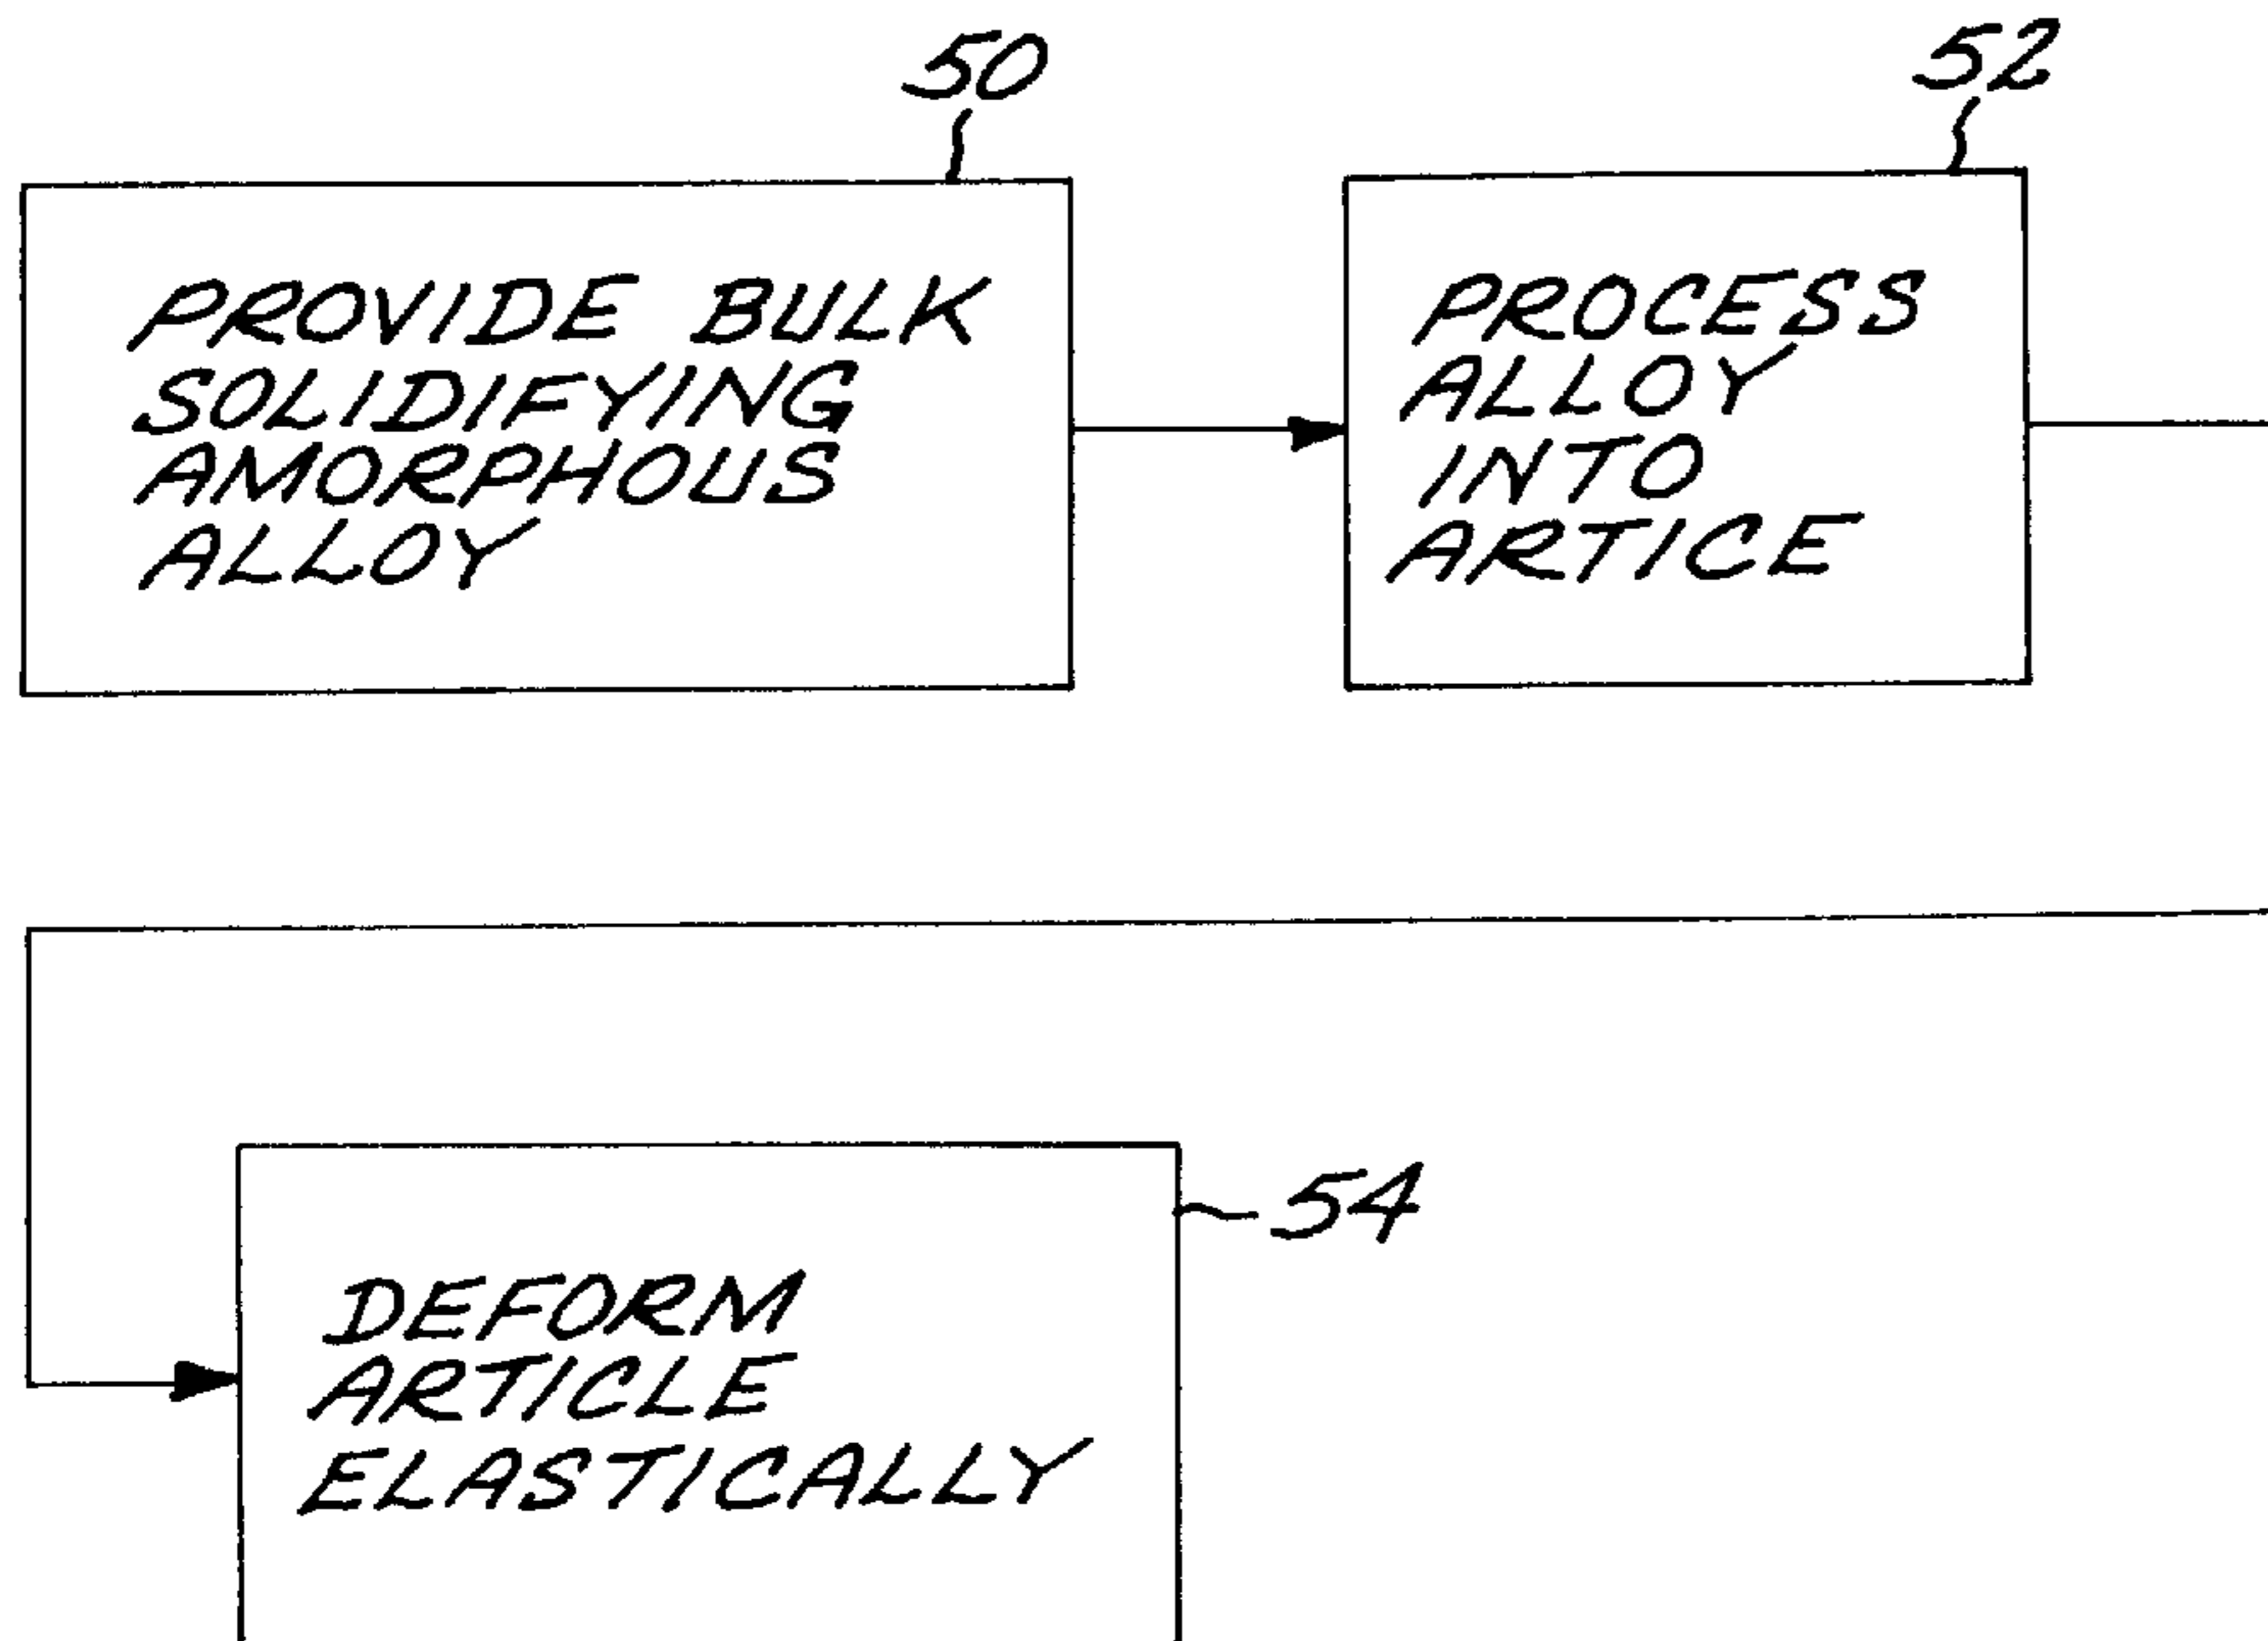 50
PROVIDE BULK
SOLIDIFYING
AMORPHOUS
ALLOY
52
PROCESS
ALLOY
INTO
ARTICE
54
DEFORM
ARTICLE
ELASTICALLY